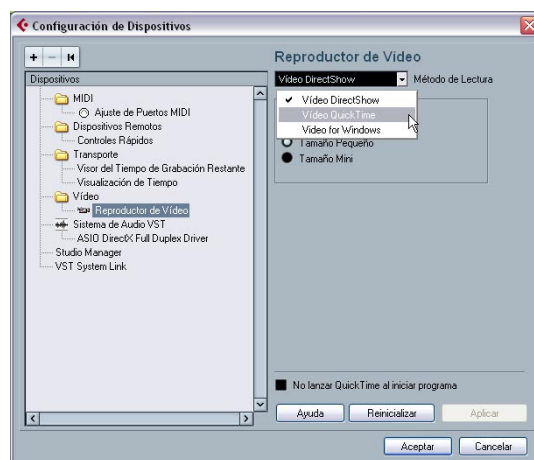 Configuración de Dispositivos
Dispositivos
MIDI
Ajuste de Puertos MIDI
Dispositivos Remotos
Controles Rápidos
Transporte
Visor del Tiempo de Grabación Restante
Visualización de Tiempo
Vídeo
Reproductor de Vídeo
Sistema de Audio VST
ASIO DirectX Full Duplex Driver
Studio Manager
VST System Link
Reproductor de Vídeo
Vídeo DirectShow
Método de Lectura
Vídeo DirectShow
Vídeo QuickTime
Video for Windows
Tamaño Pequeño
Tamaño Mini
No lanzar QuickTime al iniciar programa
Ayuda
Reinicializar
Aplicar
Aceptar
Cancelar